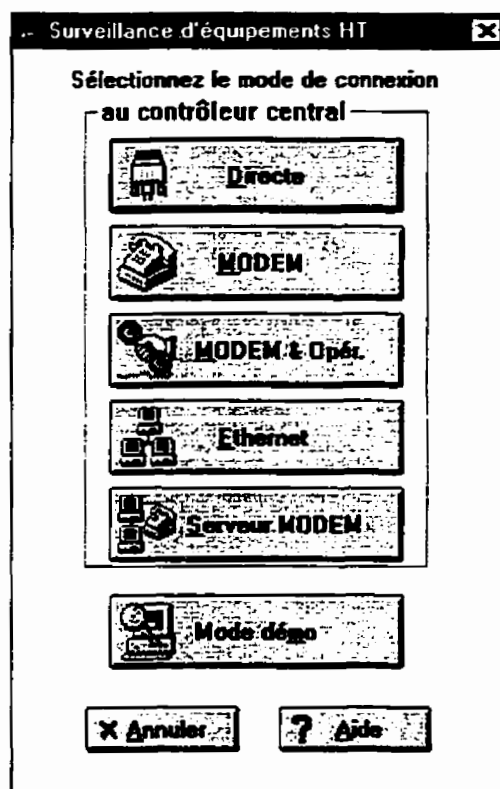 Surveillance d'équipements HT
Sélectionnez le mode de connexion
au contrôleur central
Directe
MODEM
MODEM & Opér.
Ethernet
Serveur MODEM
Mode démo
Annuler
? Aide